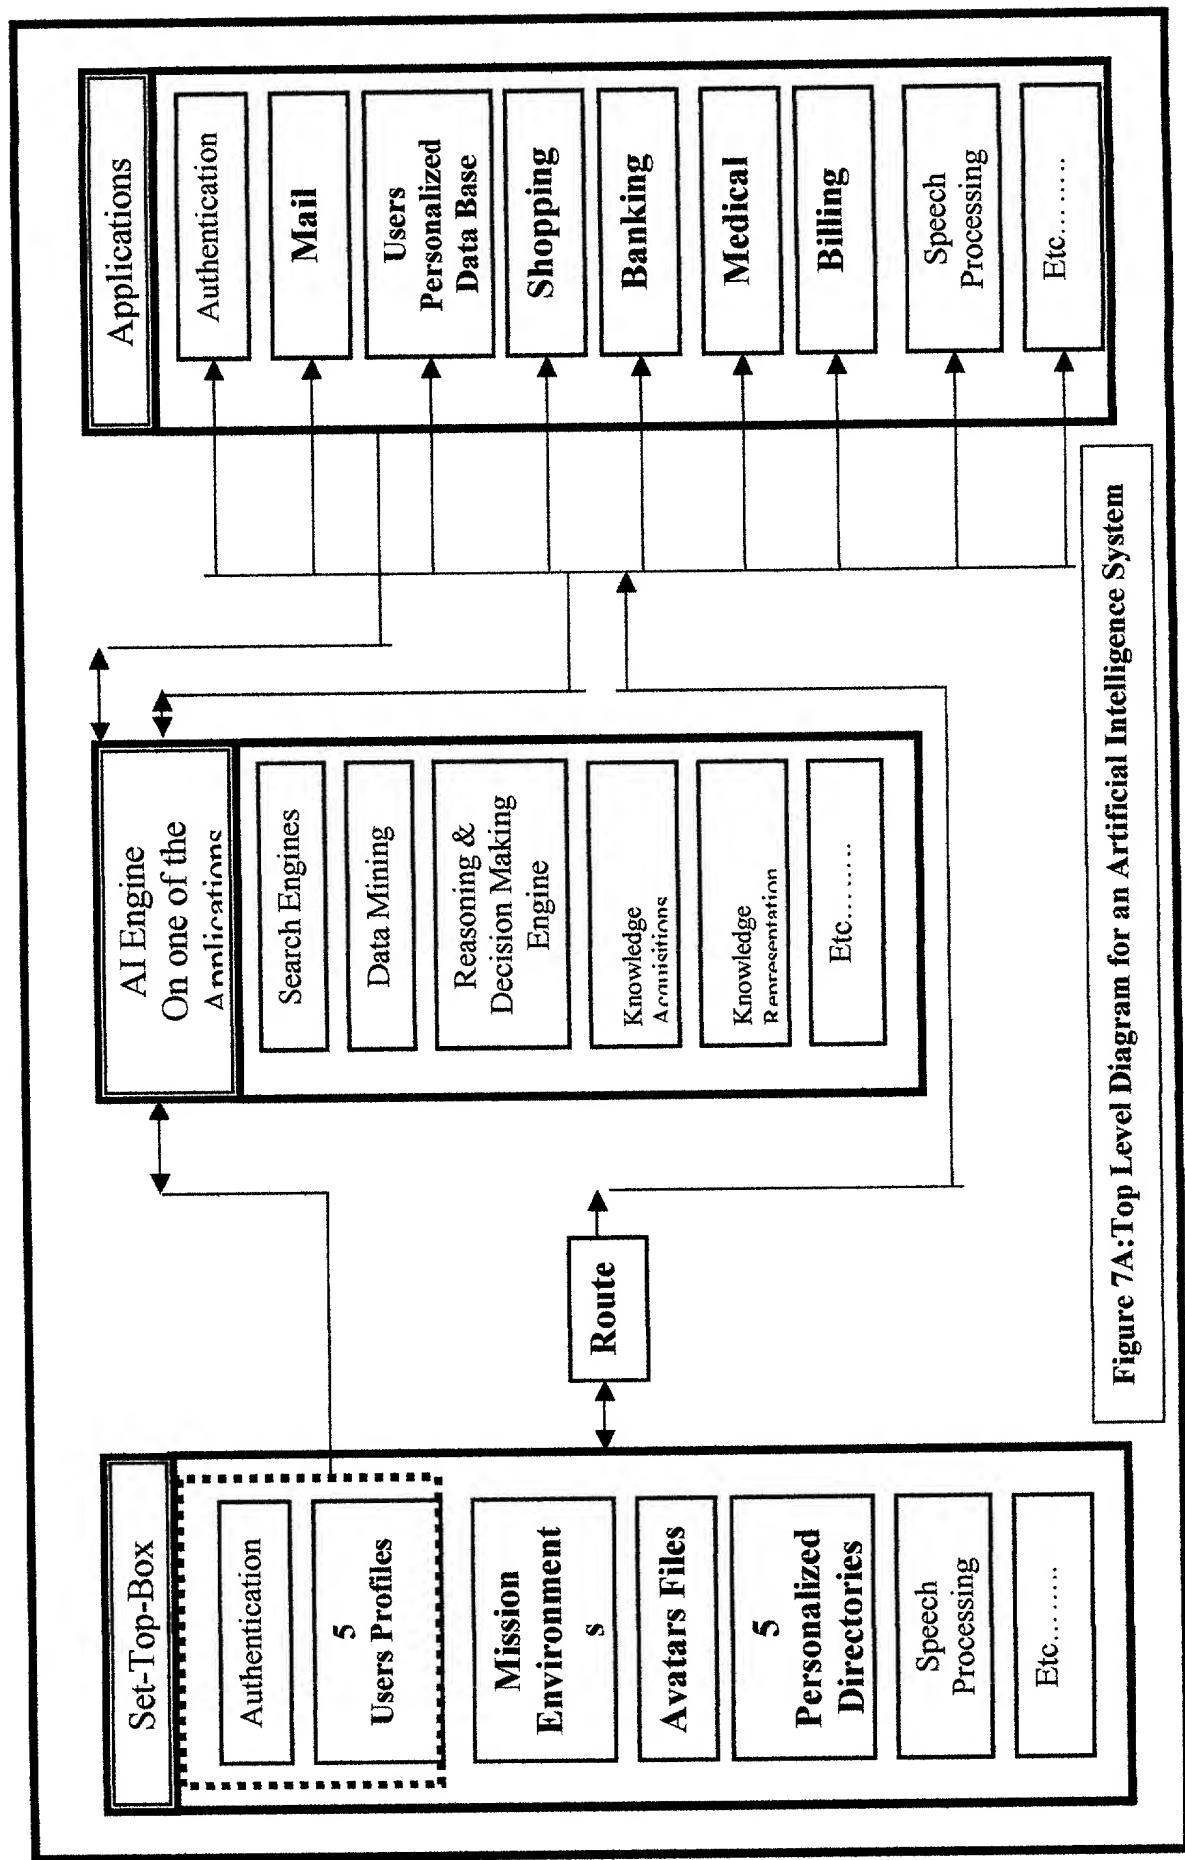 Set-Top-Box
Authentication
5
Users Profiles
Mission
Environment
s
Avatars Files
5
Personalized
Directories
Speech
Processing
Etc........
Route
AI Engine
On one of the
Applications
Search Engines
Data Mining
Reasoning &
Decision Making
Engine
Knowledge
Acquisitions
Knowledge
Representation
Etc.........
Applications
Authentication
Mail
Users
Personalized
Data Base
Shopping
Banking
Medical
Billing
Speech
Processing
Etc........
Figure 7A:Top Level Diagram for an Artificial Intelligence System